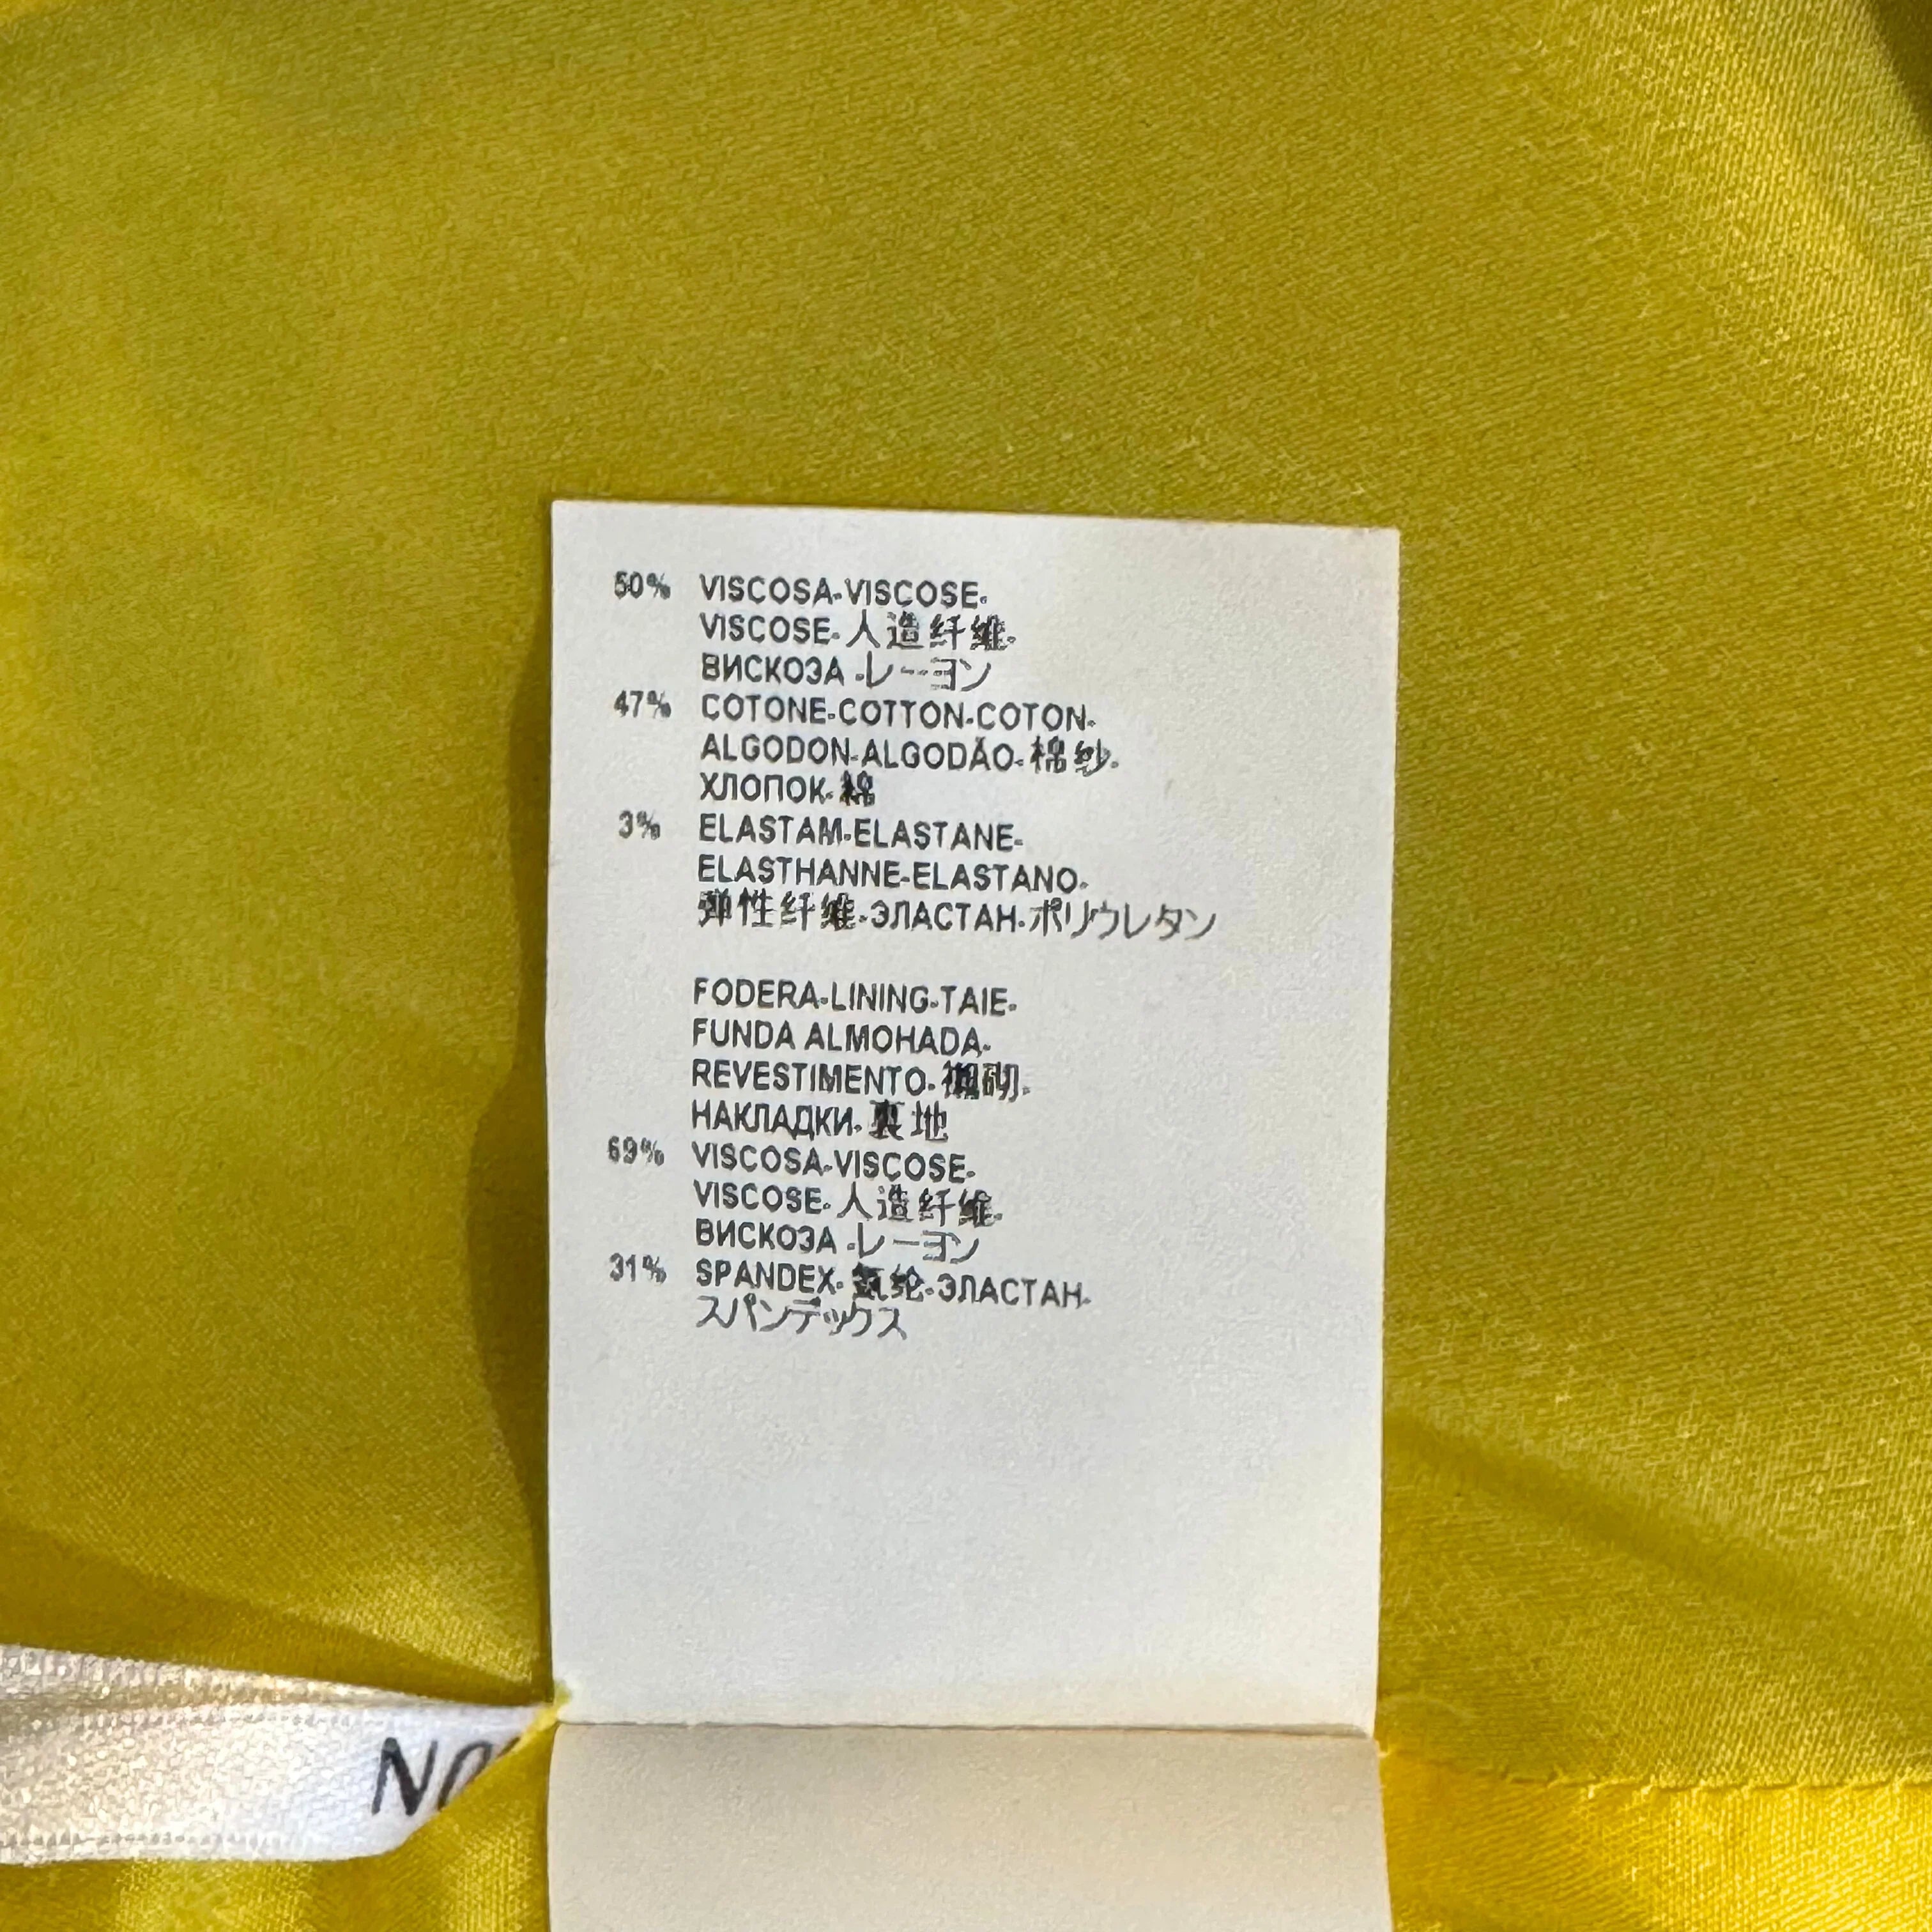 50% VISCOSA-VISCOSE-
VISCOSE-人造纤维-
ВИСКОЗА-レーヨン
47% COTONE-COTTON-COTON-
ALGODON-ALGODÃO-棉纱-
ХЛОПОК-綿
3% ELASTAM-ELASTANE-
ELASTHANNE-ELASTANO-
弹性纤维-ЭЛАСТАН-ポリウレタン
FODERA-LINING-TAIE-
FUNDA ALMOHADA-
REVESTIMENTO-
НАКЛАДКИ-裏地
69% VISCOSA-VISCOSE-
VISCOSE-人造纤维-
ВИСКОЗА-レーヨン
31% SPANDEX-氨纶-ЭЛАСТАН-
スパンデックス